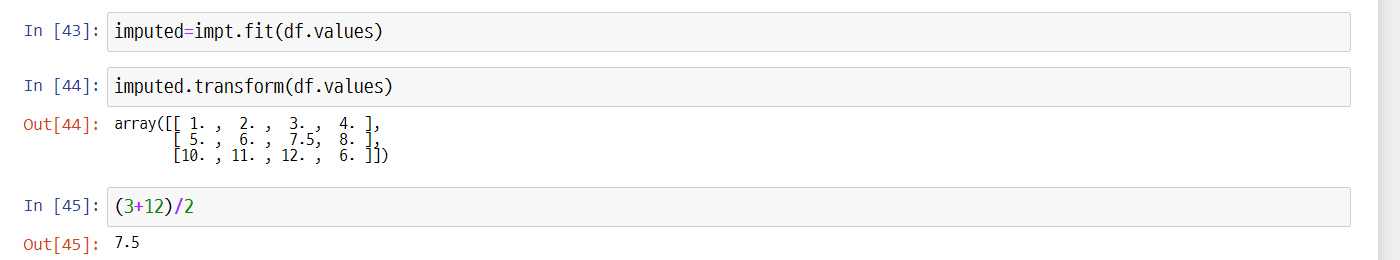 In [43]: imputed=impt.fit(df.values)
In [44]: imputed.transform(df.values)
Out[44]: array([[ 1. ,  2. ,  3. ,  4. ],
       [ 5. ,  6. ,  7.5,  8. ],
       [10. , 11. , 12. ,  6. ]])
In [45]: (3+12)/2
Out[45]: 7.5